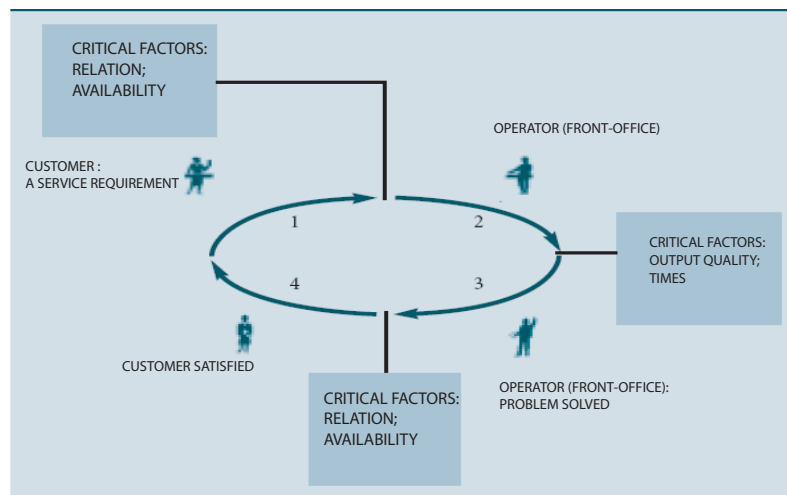 CRITICAL FACTORS:
RELATION;
AVAILABILITY
OPERATOR (FRONT-OFFICE)
CUSTOMER :
A SERVICE REQUIREMENT
1
2
CRITICAL FACTORS:
OUTPUT QUALITY;
TIMES
4
3
CUSTOMER SATISFIED
OPERATOR (FRONT-OFFICE):
PROBLEM SOLVED
CRITICAL FACTORS:
RELATION;
AVAILABILITY